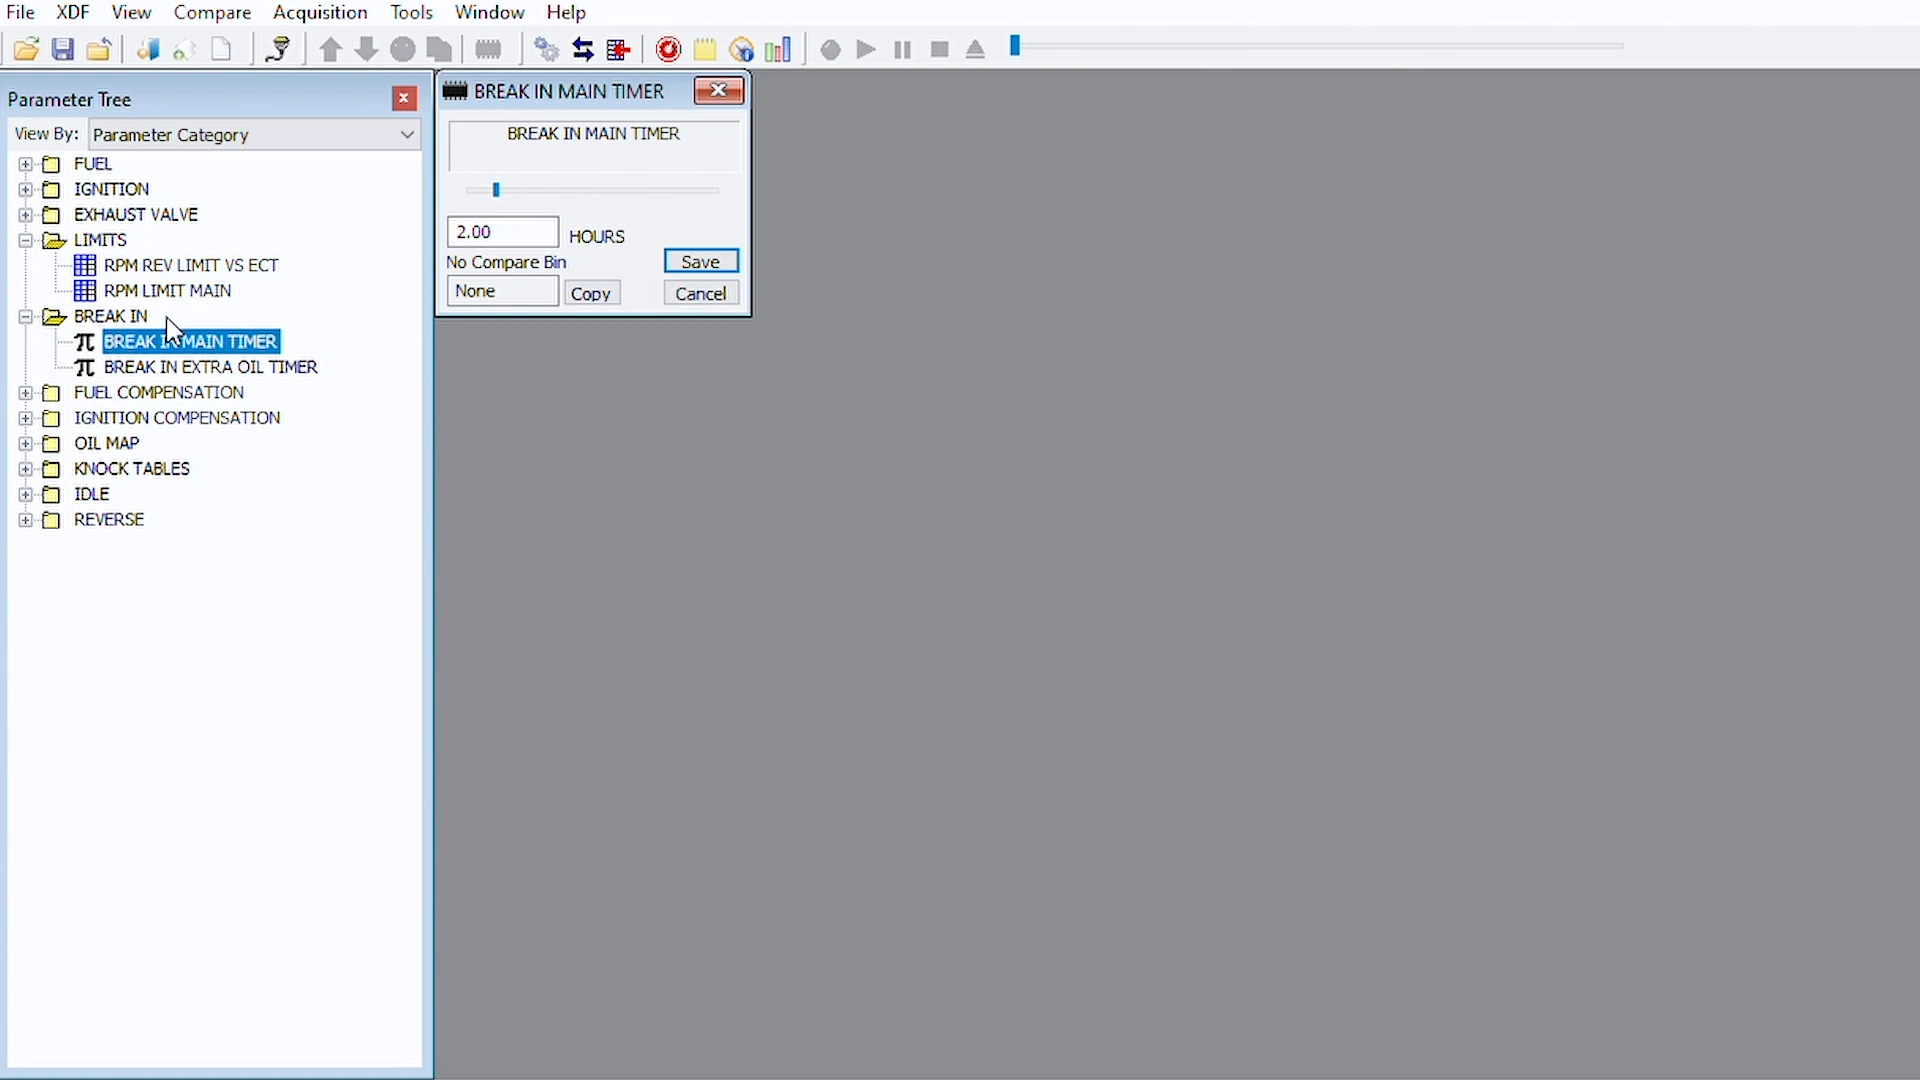 File XDF View Compare Acquisition Tools Window Help
Parameter Tree
View By: Parameter Category
FUEL
IGNITION
EXHAUST VALVE
LIMITS
RPM REV LIMIT VS ECT
RPM LIMIT MAIN
BREAK IN
BREAK IN MAIN TIMER
BREAK IN EXTRA OIL TIMER
FUEL COMPENSATION
IGNITION COMPENSATION
OIL MAP
KNOCK TABLES
IDLE
REVERSE
BREAK IN MAIN TIMER
BREAK IN MAIN TIMER
2.00 HOURS
No Compare Bin Save
None Copy Cancel